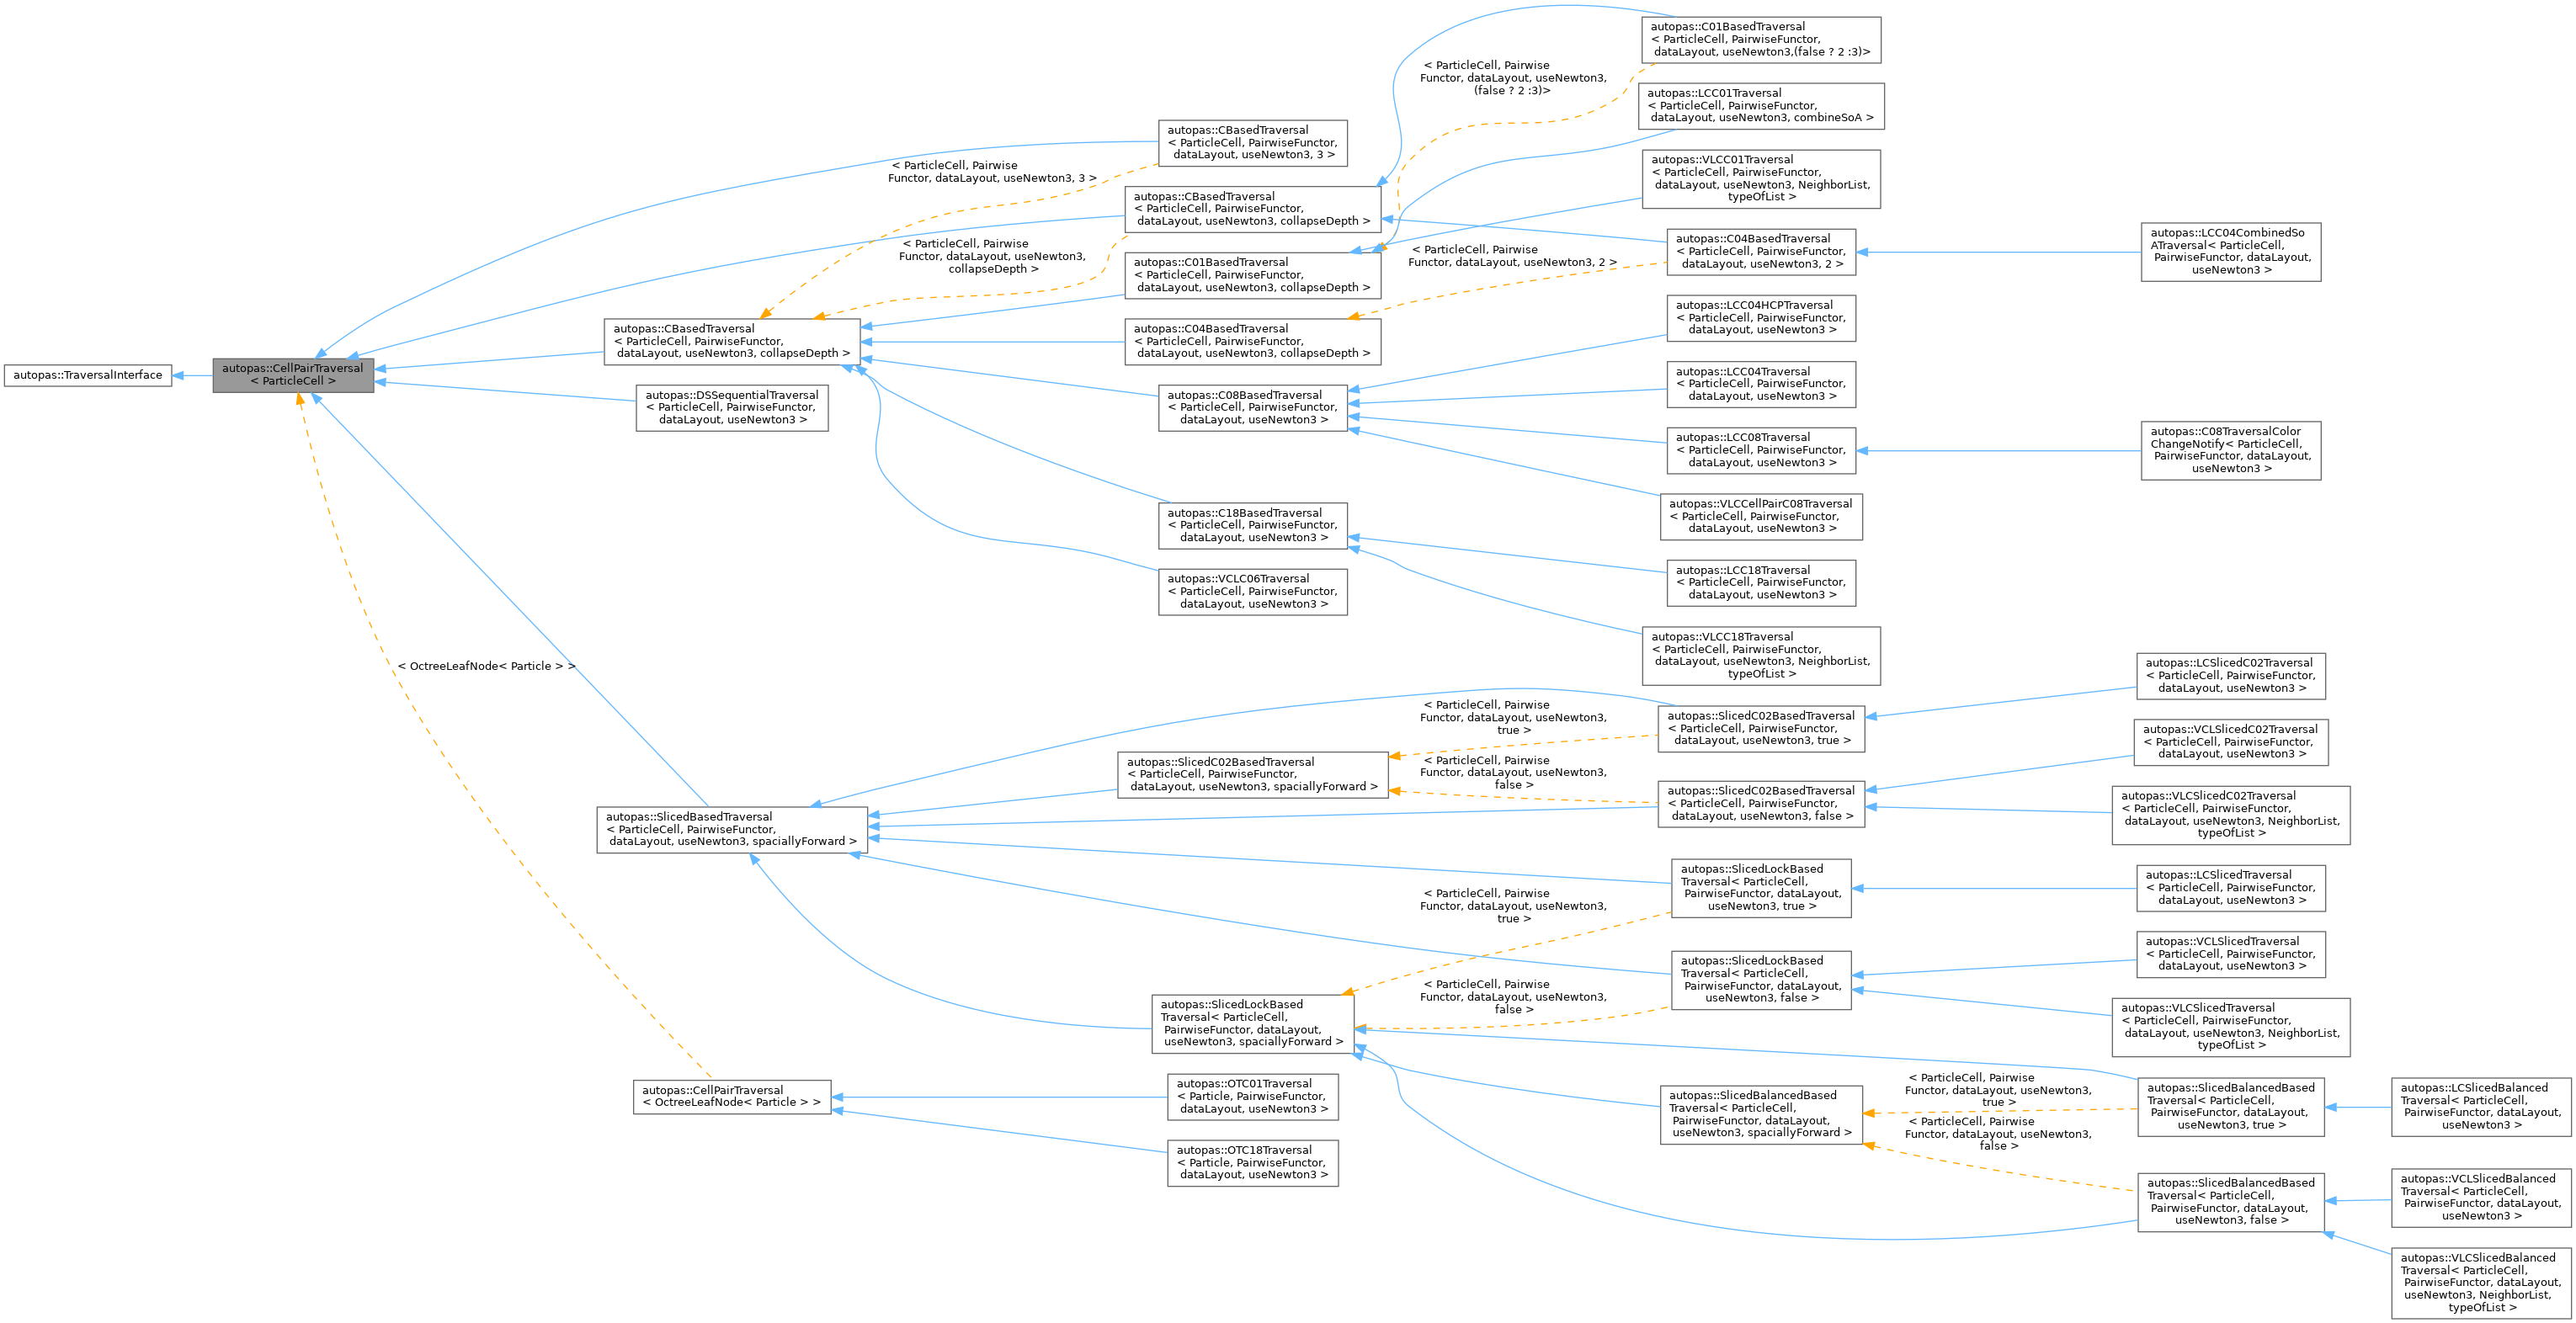 autopas::TraversalInterface
autopas::CellPairTraversal
< ParticleCell >
autopas::CBasedTraversal
< ParticleCell, PairwiseFunctor,
dataLayout, useNewton3, collapseDepth >
autopas::DSSequentialTraversal
< ParticleCell, PairwiseFunctor,
dataLayout, useNewton3 >
autopas::SlicedBasedTraversal
< ParticleCell, PairwiseFunctor,
dataLayout, useNewton3, spaciallyForward >
autopas::CellPairTraversal
< OctreeLeafNode< Particle > >
< OctreeLeafNode< Particle > >
< ParticleCell, Pairwise
Functor, dataLayout, useNewton3, 3 >
< ParticleCell, Pairwise
Functor, dataLayout, useNewton3,
collapseDepth >
autopas::CBasedTraversal
< ParticleCell, PairwiseFunctor,
dataLayout, useNewton3, 3 >
autopas::CBasedTraversal
< ParticleCell, PairwiseFunctor,
dataLayout, useNewton3, collapseDepth >
autopas::C01BasedTraversal
< ParticleCell, PairwiseFunctor,
dataLayout, useNewton3, collapseDepth >
autopas::C04BasedTraversal
< ParticleCell, PairwiseFunctor,
dataLayout, useNewton3, collapseDepth >
autopas::C08BasedTraversal
< ParticleCell, PairwiseFunctor,
dataLayout, useNewton3 >
autopas::C18BasedTraversal
< ParticleCell, PairwiseFunctor,
dataLayout, useNewton3 >
autopas::VCLC06Traversal
< ParticleCell, PairwiseFunctor,
dataLayout, useNewton3 >
autopas::SlicedC02BasedTraversal
< ParticleCell, PairwiseFunctor,
dataLayout, useNewton3, spaciallyForward >
autopas::SlicedLockBased
Traversal< ParticleCell,
PairwiseFunctor, dataLayout,
useNewton3, spaciallyForward >
autopas::OTC01Traversal
< Particle, PairwiseFunctor,
dataLayout, useNewton3 >
autopas::OTC18Traversal
< Particle, PairwiseFunctor,
dataLayout, useNewton3 >
< ParticleCell, Pairwise
Functor, dataLayout, useNewton3,
(false ? 2 :3)>
< ParticleCell, Pairwise
Functor, dataLayout, useNewton3, 2 >
< ParticleCell, Pairwise
Functor, dataLayout, useNewton3,
true >
< ParticleCell, Pairwise
Functor, dataLayout, useNewton3,
false >
< ParticleCell, Pairwise
Functor, dataLayout, useNewton3,
true >
< ParticleCell, Pairwise
Functor, dataLayout, useNewton3,
false >
autopas::C01BasedTraversal
< ParticleCell, PairwiseFunctor,
dataLayout, useNewton3,(false ? 2 :3)>
autopas::LCC01Traversal
< ParticleCell, PairwiseFunctor,
dataLayout, useNewton3, combineSoA >
autopas::VLCC01Traversal
< ParticleCell, PairwiseFunctor,
dataLayout, useNewton3, NeighborList,
typeOfList >
autopas::C04BasedTraversal
< ParticleCell, PairwiseFunctor,
dataLayout, useNewton3, 2 >
autopas::LCC04HCPTraversal
< ParticleCell, PairwiseFunctor,
dataLayout, useNewton3 >
autopas::LCC04Traversal
< ParticleCell, PairwiseFunctor,
dataLayout, useNewton3 >
autopas::LCC08Traversal
< ParticleCell, PairwiseFunctor,
dataLayout, useNewton3 >
autopas::VLCCellPairC08Traversal
< ParticleCell, PairwiseFunctor,
dataLayout, useNewton3 >
autopas::LCC18Traversal
< ParticleCell, PairwiseFunctor,
dataLayout, useNewton3 >
autopas::VLCC18Traversal
< ParticleCell, PairwiseFunctor,
dataLayout, useNewton3, NeighborList,
typeOfList >
autopas::SlicedC02BasedTraversal
< ParticleCell, PairwiseFunctor,
dataLayout, useNewton3, true >
autopas::SlicedC02BasedTraversal
< ParticleCell, PairwiseFunctor,
dataLayout, useNewton3, false >
autopas::SlicedLockBased
Traversal< ParticleCell,
PairwiseFunctor, dataLayout,
useNewton3, true >
autopas::SlicedLockBased
Traversal< ParticleCell,
PairwiseFunctor, dataLayout,
useNewton3, false >
autopas::SlicedBalancedBased
Traversal< ParticleCell,
PairwiseFunctor, dataLayout,
useNewton3, spaciallyForward >
< ParticleCell, Pairwise
Functor, dataLayout, useNewton3,
true >
< ParticleCell, Pairwise
Functor, dataLayout, useNewton3,
false >
autopas::LCC04CombinedSo
ATraversal< ParticleCell,
PairwiseFunctor, dataLayout,
useNewton3 >
autopas::C08TraversalColor
ChangeNotify< ParticleCell,
PairwiseFunctor, dataLayout,
useNewton3 >
autopas::LCSlicedC02Traversal
< ParticleCell, PairwiseFunctor,
dataLayout, useNewton3 >
autopas::VCLSlicedC02Traversal
< ParticleCell, PairwiseFunctor,
dataLayout, useNewton3 >
autopas::VLCSlicedC02Traversal
< ParticleCell, PairwiseFunctor,
dataLayout, useNewton3, NeighborList,
typeOfList >
autopas::LCSlicedTraversal
< ParticleCell, PairwiseFunctor,
dataLayout, useNewton3 >
autopas::VCLSlicedTraversal
< ParticleCell, PairwiseFunctor,
dataLayout, useNewton3 >
autopas::VLCSlicedTraversal
< ParticleCell, PairwiseFunctor,
dataLayout, useNewton3, NeighborList,
typeOfList >
autopas::SlicedBalancedBased
Traversal< ParticleCell,
PairwiseFunctor, dataLayout,
useNewton3, true >
autopas::SlicedBalancedBased
Traversal< ParticleCell,
PairwiseFunctor, dataLayout,
useNewton3, false >
autopas::LCSlicedBalanced
Traversal< ParticleCell,
PairwiseFunctor, dataLayout,
useNewton3 >
autopas::VCLSlicedBalanced
Traversal< ParticleCell,
PairwiseFunctor, dataLayout,
useNewton3 >
autopas::VLCSlicedBalanced
Traversal< ParticleCell,
PairwiseFunctor, dataLayout,
useNewton3, NeighborList,
typeOfList >